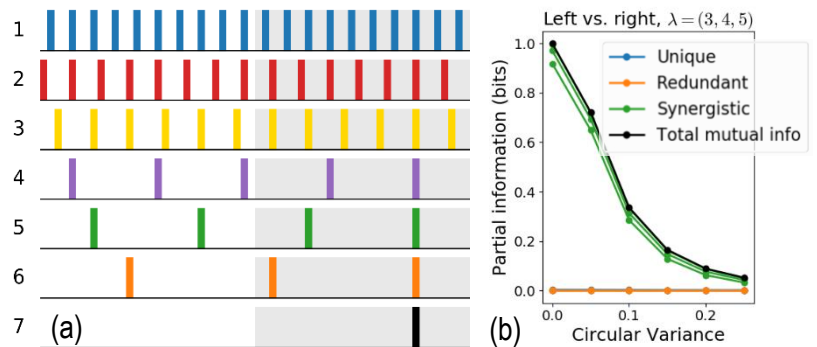 1
2
3
4
5
6
7
(a)
Left vs. right, λ = (3, 4, 5)
Partial information (bits)
1.0
0.8
0.6
0.4
0.2
0.0
Unique
Redundant
Synergistic
Total mutual info
0.0
0.1
0.2
Circular Variance
(b)